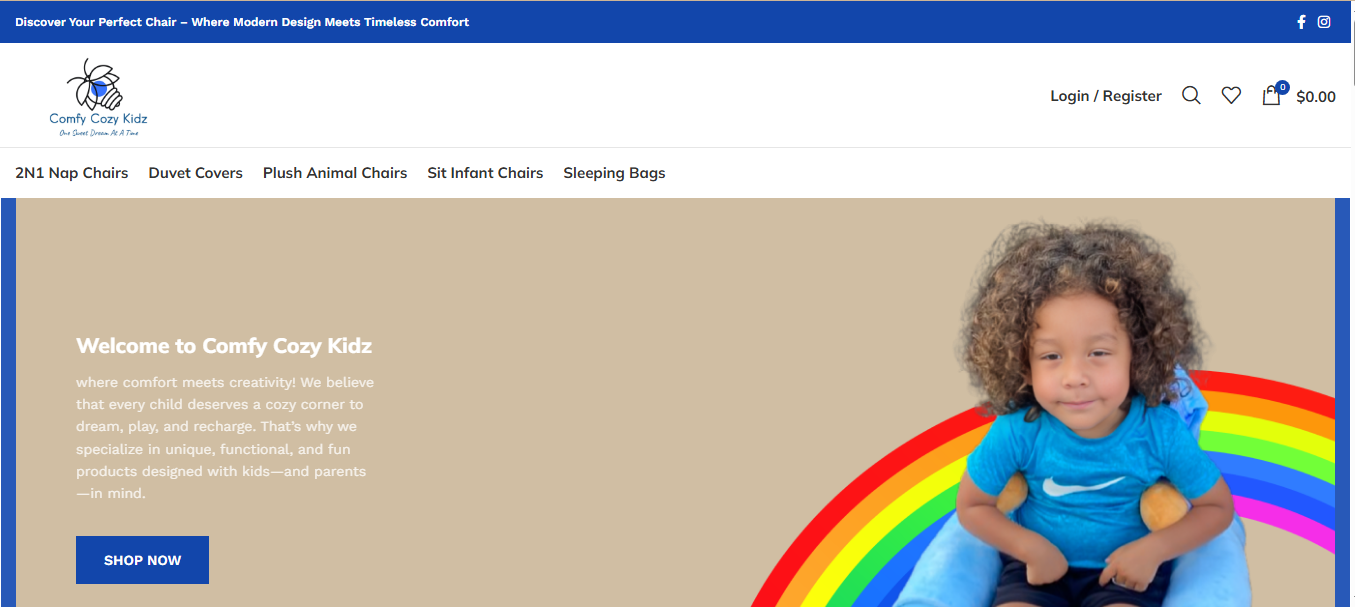 Discover Your Perfect Chair – Where Modern Design Meets Timeless Comfort
Comfy Cozy Kidz
One Sweet Dream At A Time
Login / Register
0
$0.00
2N1 Nap Chairs
Duvet Covers
Plush Animal Chairs
Sit Infant Chairs
Sleeping Bags
Welcome to Comfy Cozy Kidz
where comfort meets creativity! We believe
that every child deserves a cozy corner to
dream, play, and recharge. That’s why we
specialize in unique, functional, and fun
products designed with kids—and parents
—in mind.
SHOP NOW